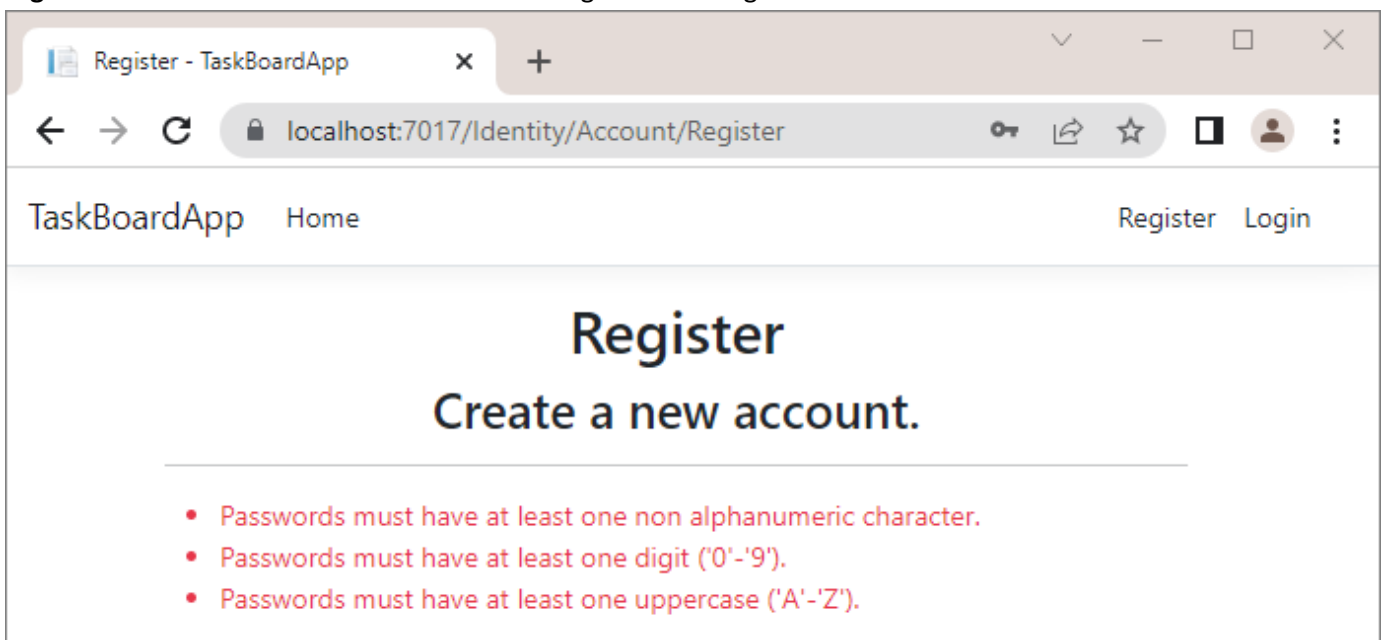 Register - TaskBoardApp
localhost:7017/Identity/Account/Register
TaskBoardApp Home Register Login
Register
Create a new account.
• Passwords must have at least one non alphanumeric character.
• Passwords must have at least one digit ('0'-'9').
• Passwords must have at least one uppercase ('A'-'Z').